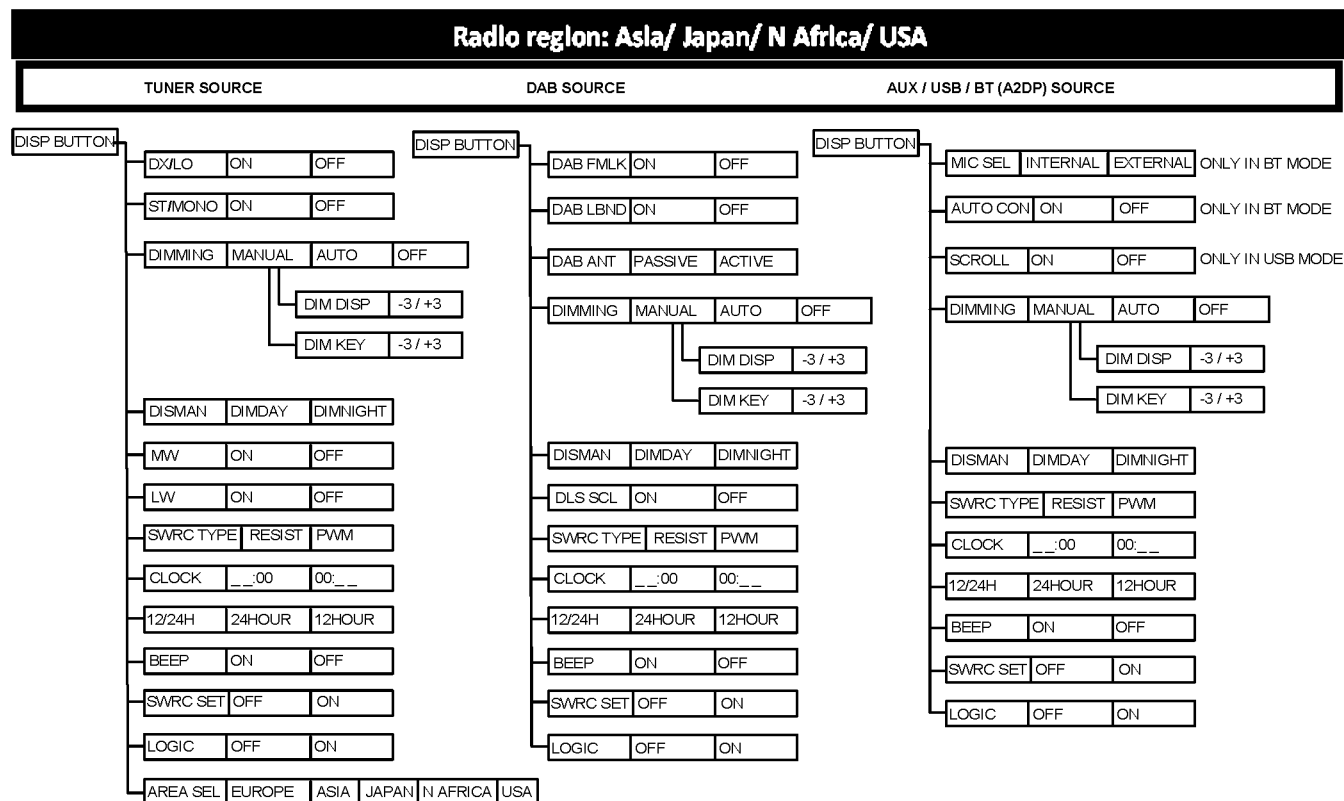 Radio region: Asia/ Japan/ N Africa/ USA
TUNER SOURCE
DAB SOURCE
AUX / USB / BT (A2DP) SOURCE
DISP BUTTON
DX/LO ON OFF
ST/MONO ON OFF
DIMMING MANUAL AUTO OFF
DIM DISP -3 / +3
DIM KEY -3 / +3
DISMAN DIMDAY DIMNIGHT
MW ON OFF
LW ON OFF
SWRC TYPE RESIST PWM
CLOCK _ _:00 00:_ _
12/24H 24HOUR 12HOUR
BEEP ON OFF
SWRC SET OFF ON
LOGIC OFF ON
AREA SEL EUROPE ASIA JAPAN N AFRICA USA
DISP BUTTON
DAB FMLK ON OFF
DAB LBND ON OFF
DAB ANT PASSIVE ACTIVE
DIMMING MANUAL AUTO OFF
DIM DISP -3 / +3
DIM KEY -3 / +3
DISMAN DIMDAY DIMNIGHT
DLS SCL ON OFF
SWRC TYPE RESIST PWM
CLOCK _ _:00 00:_ _
12/24H 24HOUR 12HOUR
BEEP ON OFF
SWRC SET OFF ON
LOGIC OFF ON
DISP BUTTON
MIC SEL INTERNAL EXTERNAL ONLY IN BT MODE
AUTO CON ON OFF ONLY IN BT MODE
SCROLL ON OFF ONLY IN USB MODE
DIMMING MANUAL AUTO OFF
DIM DISP -3 / +3
DIM KEY -3 / +3
DISMAN DIMDAY DIMNIGHT
SWRC TYPE RESIST PWM
CLOCK _ _:00 00:_ _
12/24H 24HOUR 12HOUR
BEEP ON OFF
SWRC SET OFF ON
LOGIC OFF ON